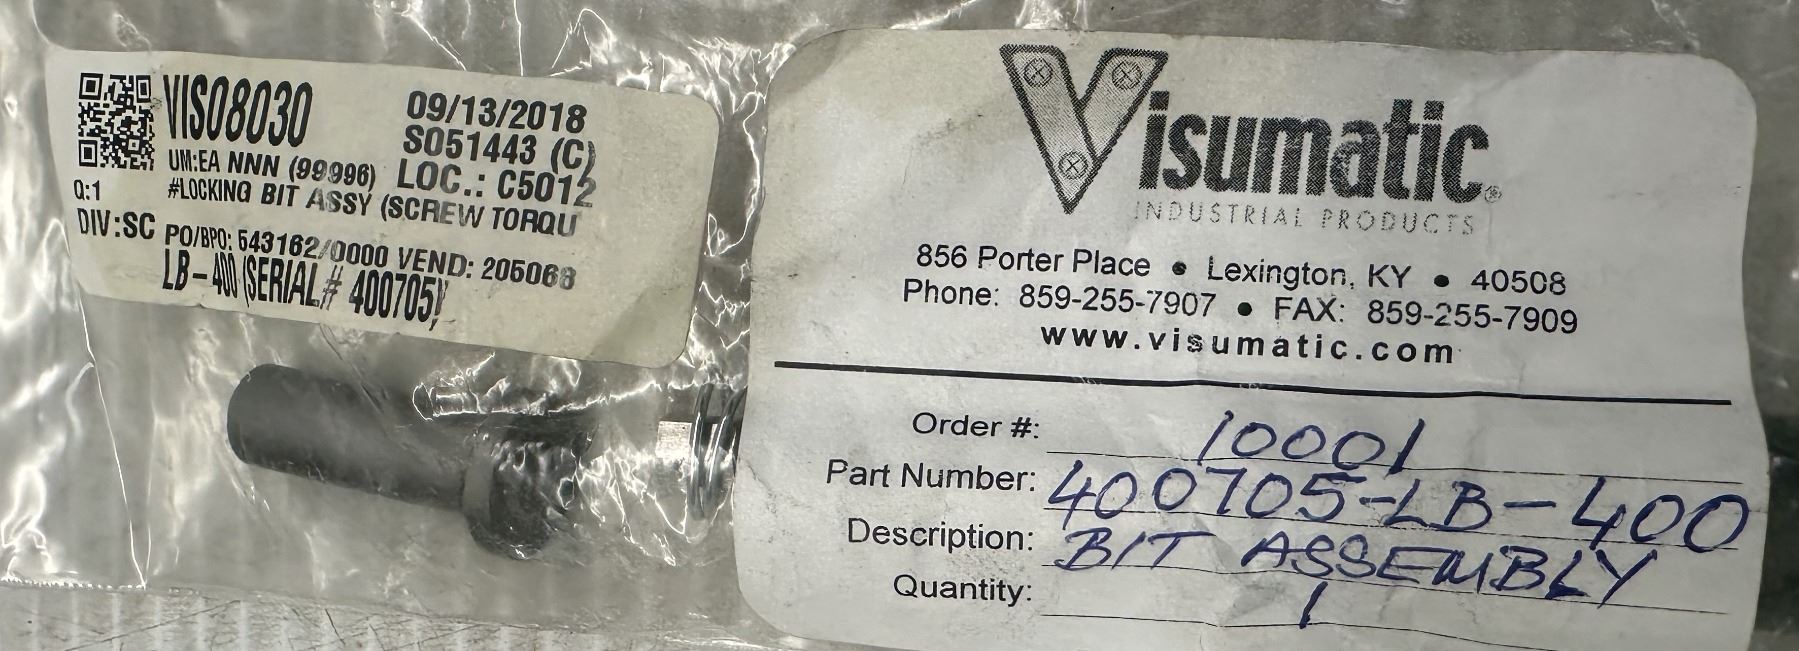 VIS08030
09/13/2018
S051443 (C)
UM:EA NNN (99996) LOC.: C5012
Q:1 #LOCKING BIT ASSY (SCREW TORQU
DIV:SC PO/BPO: 543162/0000 VEND: 205068
LB-400 (SERIAL# 400705)
Visumatic®
INDUSTRIAL PRODUCTS
856 Porter Place • Lexington, KY • 40508
Phone: 859-255-7907 • FAX: 859-255-7909
www.visumatic.com
Order #: 10001
Part Number: 400705-LB-400
Description: BIT ASSEMBLY
Quantity: 1